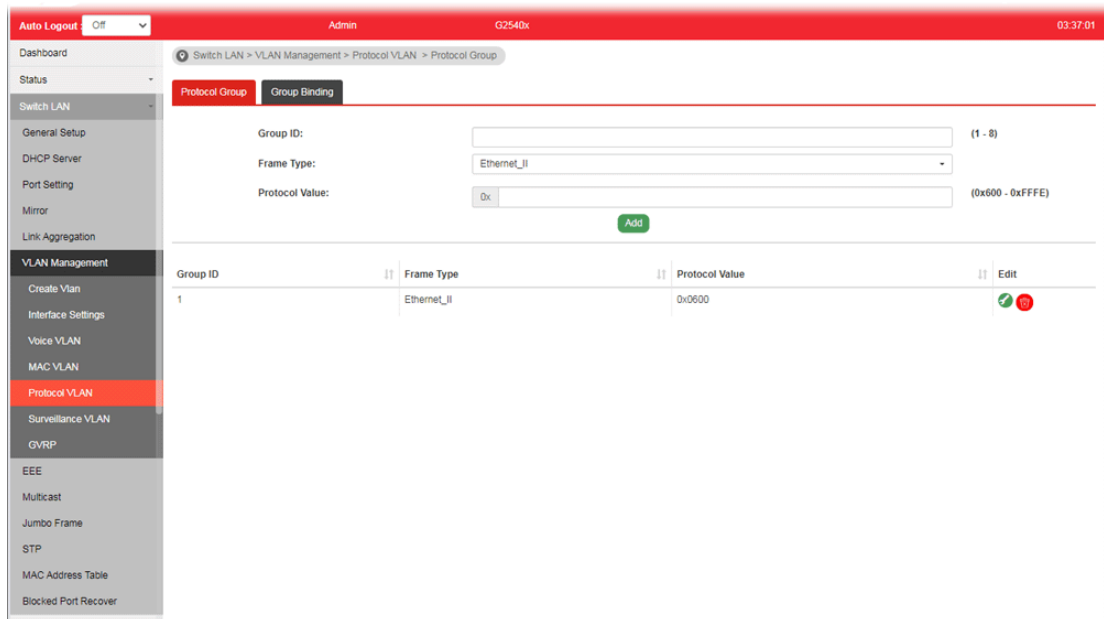 Auto Logout : Off Admin G2540x 03:37:01
Dashboard
Status
Switch LAN
General Setup
DHCP Server
Port Setting
Mirror
Link Aggregation
VLAN Management
Create Vlan
Interface Settings
Voice VLAN
MAC VLAN
Protocol VLAN
Surveillance VLAN
GVRP
EEE
Multicast
Jumbo Frame
STP
MAC Address Table
Blocked Port Recover
Switch LAN > VLAN Management > Protocol VLAN > Protocol Group
Protocol Group Group Binding
Group ID: (1 - 8)
Frame Type: Ethernet_II
Protocol Value: 0x (0x600 - 0xFFFE)
Add
Group ID Frame Type Protocol Value Edit
1 Ethernet_II 0x0600